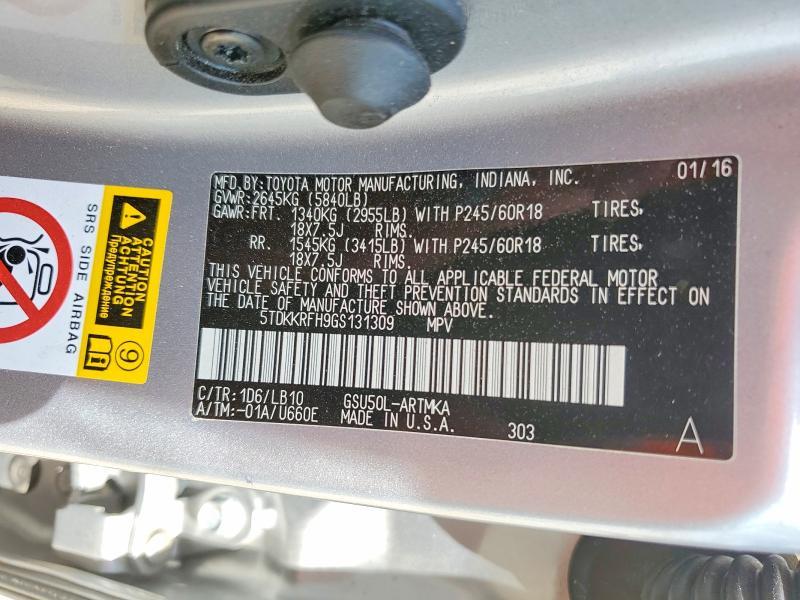 MFD. BY: TOYOTA MOTOR MANUFACTURING, INDIANA, INC. 01/16
GVWR: 2645KG (5840LB)
GAWR: FRT. 1340KG (2955LB) WITH P245/60R18 TIRES,
18X7.5J RIMS.
RR. 1545KG (3415LB) WITH P245/60R18 TIRES,
18X7.5J RIMS.
THIS VEHICLE CONFORMS TO ALL APPLICABLE FEDERAL MOTOR
VEHICLE SAFETY AND THEFT PREVENTION STANDARDS IN EFFECT ON
THE DATE OF MANUFACTURE SHOWN ABOVE.
5TDKKRFH9GS131309 MPV
C/TR: 1D6/LB10 GSU50L-ARTMKA
A/TM: -01A/U660E MADE IN U.S.A. 303 A
SRS SIDE AIRBAG
CAUTION
ATTENTION
ACHTUNG
Предупреждение
9